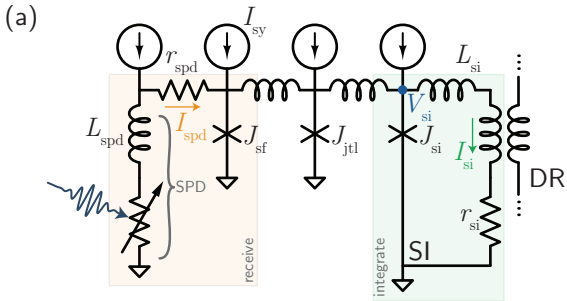 (a)
I_sy
r_spd
L_si
V_si
I_spd
L_spd
J_sf
J_jtl
J_si
I_si
SPD
DR
r_si
SI
receive
integrate